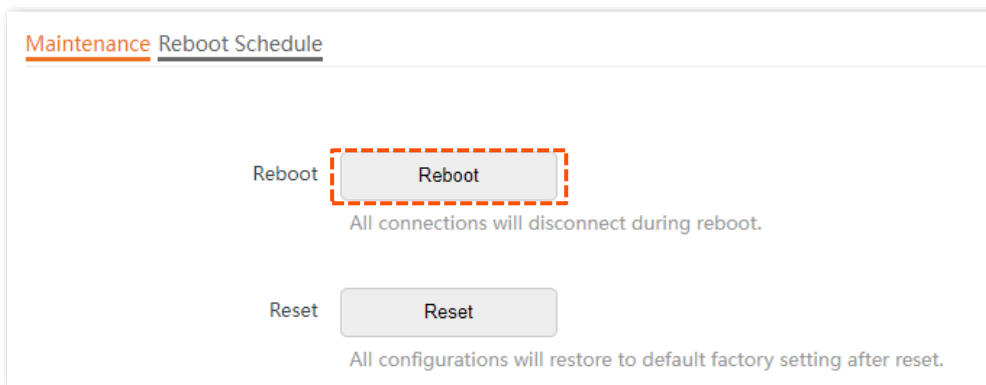 Maintenance Reboot Schedule
Reboot Reboot
All connections will disconnect during reboot.
Reset Reset
All configurations will restore to default factory setting after reset.